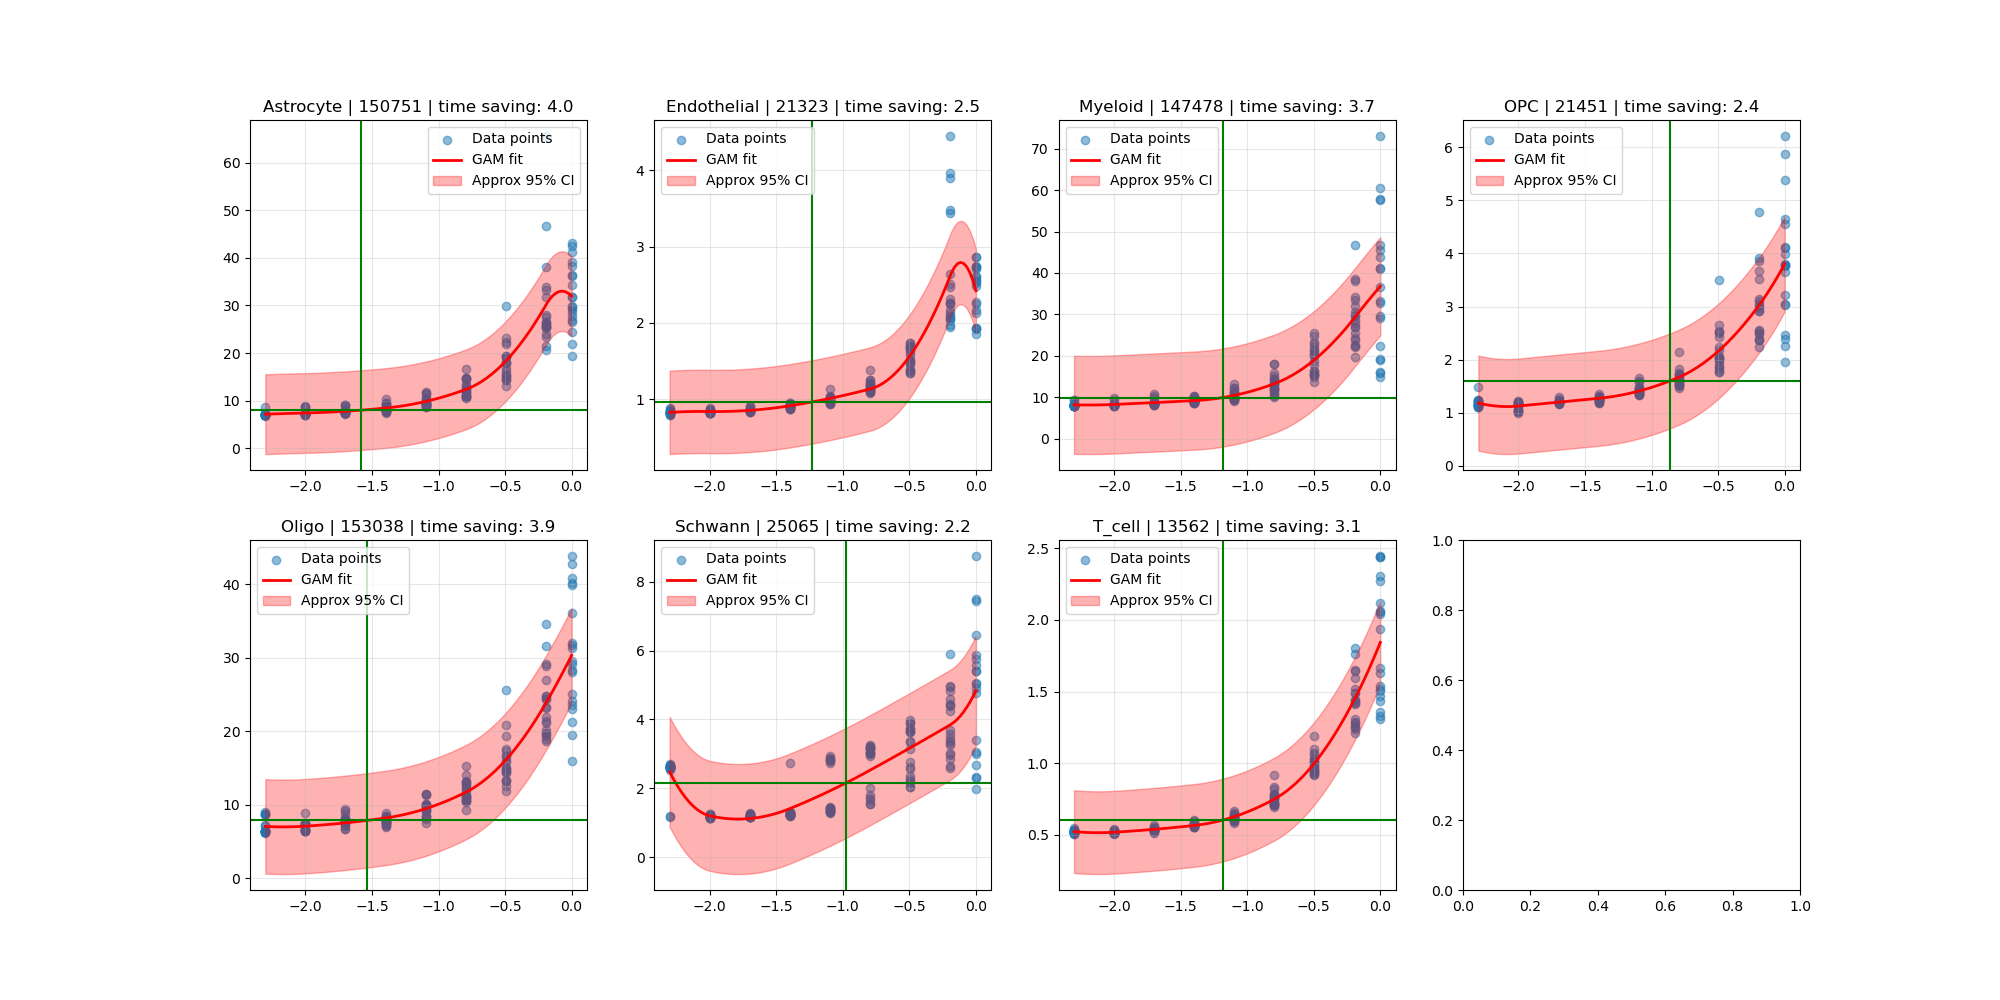 Astrocyte | 150751 | time saving: 4.0
Data points
GAM fit
Approx 95% CI
60
50
40
30
20
10
0
−2.0 −1.5 −1.0 −0.5 0.0
Endothelial | 21323 | time saving: 2.5
Data points
GAM fit
Approx 95% CI
4
3
2
1
−2.0 −1.5 −1.0 −0.5 0.0
Myeloid | 147478 | time saving: 3.7
Data points
GAM fit
Approx 95% CI
70
60
50
40
30
20
10
0
−2.0 −1.5 −1.0 −0.5 0.0
OPC | 21451 | time saving: 2.4
Data points
GAM fit
Approx 95% CI
6
5
4
3
2
1
0
−2.0 −1.5 −1.0 −0.5 0.0
Oligo | 153038 | time saving: 3.9
Data points
GAM fit
Approx 95% CI
40
30
20
10
0
−2.0 −1.5 −1.0 −0.5 0.0
Schwann | 25065 | time saving: 2.2
Data points
GAM fit
Approx 95% CI
8
6
4
2
0
−2.0 −1.5 −1.0 −0.5 0.0
T_cell | 13562 | time saving: 3.1
Data points
GAM fit
Approx 95% CI
2.5
2.0
1.5
1.0
0.5
−2.0 −1.5 −1.0 −0.5 0.0
1.0
0.8
0.6
0.4
0.2
0.0
0.0 0.2 0.4 0.6 0.8 1.0